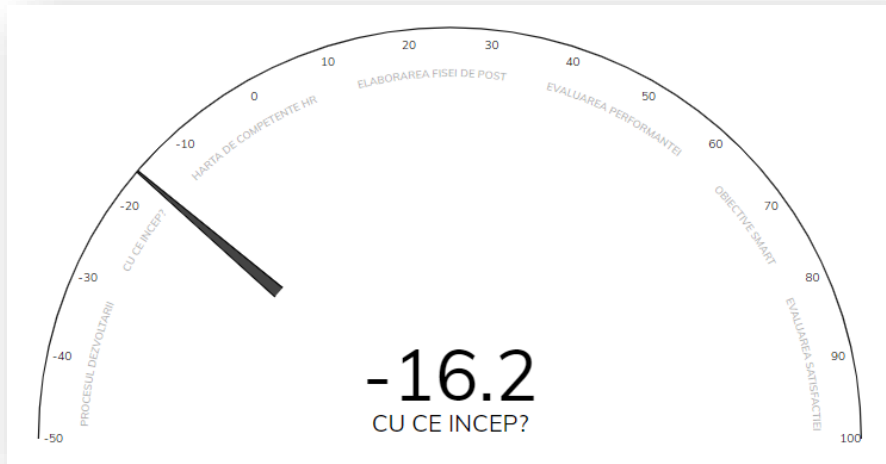 -50
-40
-30
-20
-10
0
10
20
30
40
50
60
70
80
90
100
PROCESUL DEZVOLTARII
CU CE INCEP?
HARTA DE COMPETENTE HR
ELABORAREA FISEI DE POST
EVALUAREA PERFORMANTEI
OBIECTIVE SMART
EVALUAREA SATISFACTIEI
-16.2
CU CE INCEP?